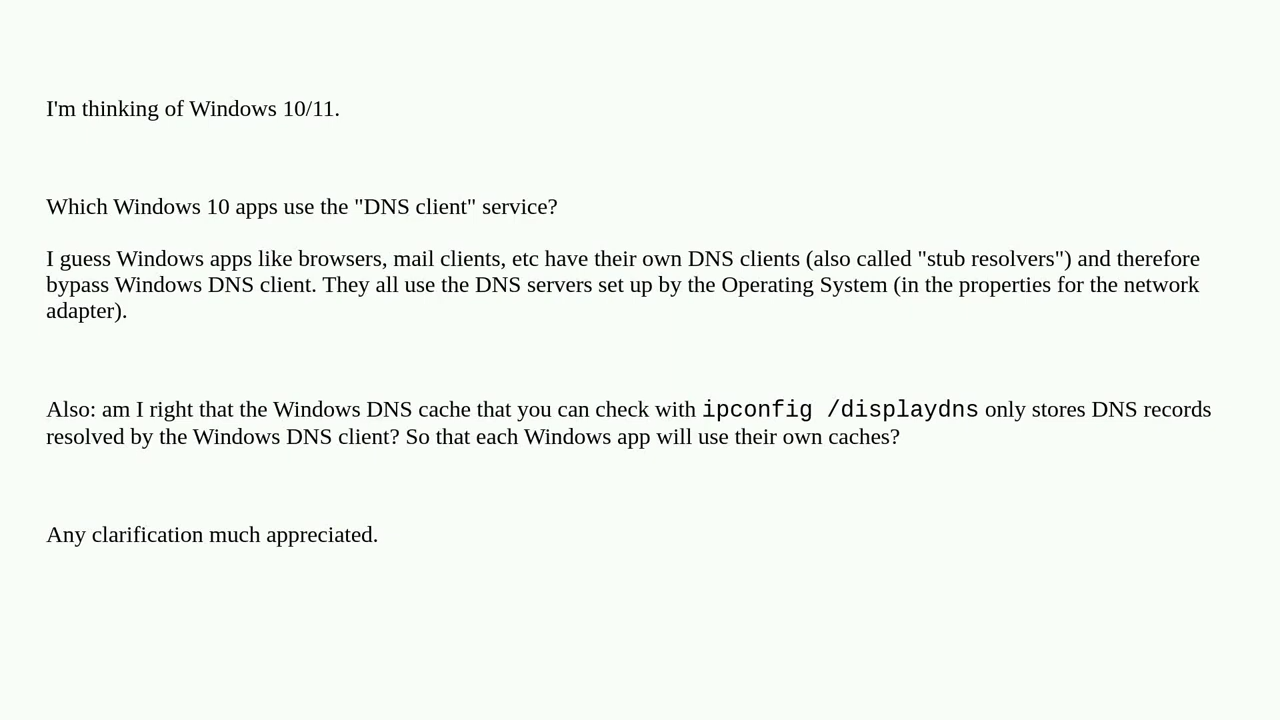 I'm thinking of Windows 10/11.
Which Windows 10 apps use the "DNS client" service?
I guess Windows apps like browsers, mail clients, etc have their own DNS clients (also called "stub resolvers") and therefore
bypass Windows DNS client. They all use the DNS servers set up by the Operating System (in the properties for the network
adapter).
Also: am I right that the Windows DNS cache that you can check with ipconfig /displaydns only stores DNS records
resolved by the Windows DNS client? So that each Windows app will use their own caches?
Any clarification much appreciated.